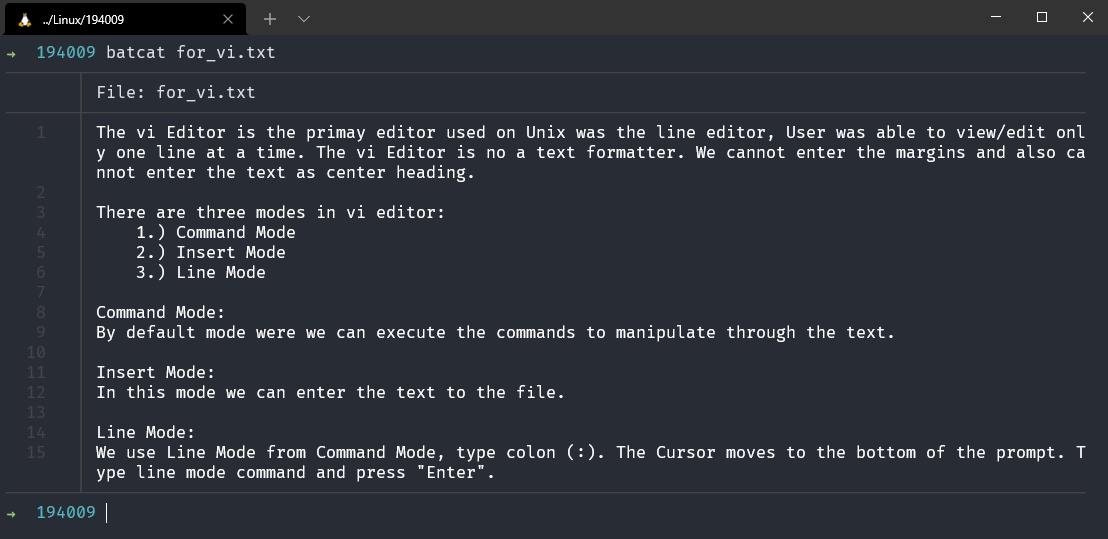 ../Linux/194009
→ 194009 batcat for_vi.txt
File: for_vi.txt
1 The vi Editor is the primay editor used on Unix was the line editor, User was able to view/edit onl
y one line at a time. The vi Editor is no a text formatter. We cannot enter the margins and also ca
nnot enter the text as center heading.
2
3 There are three modes in vi editor:
4 1.) Command Mode
5 2.) Insert Mode
6 3.) Line Mode
7
8 Command Mode:
9 By default mode were we can execute the commands to manipulate through the text.
10
11 Insert Mode:
12 In this mode we can enter the text to the file.
13
14 Line Mode:
15 We use Line Mode from Command Mode, type colon (:). The Cursor moves to the bottom of the prompt. T
ype line mode command and press "Enter".
→ 194009